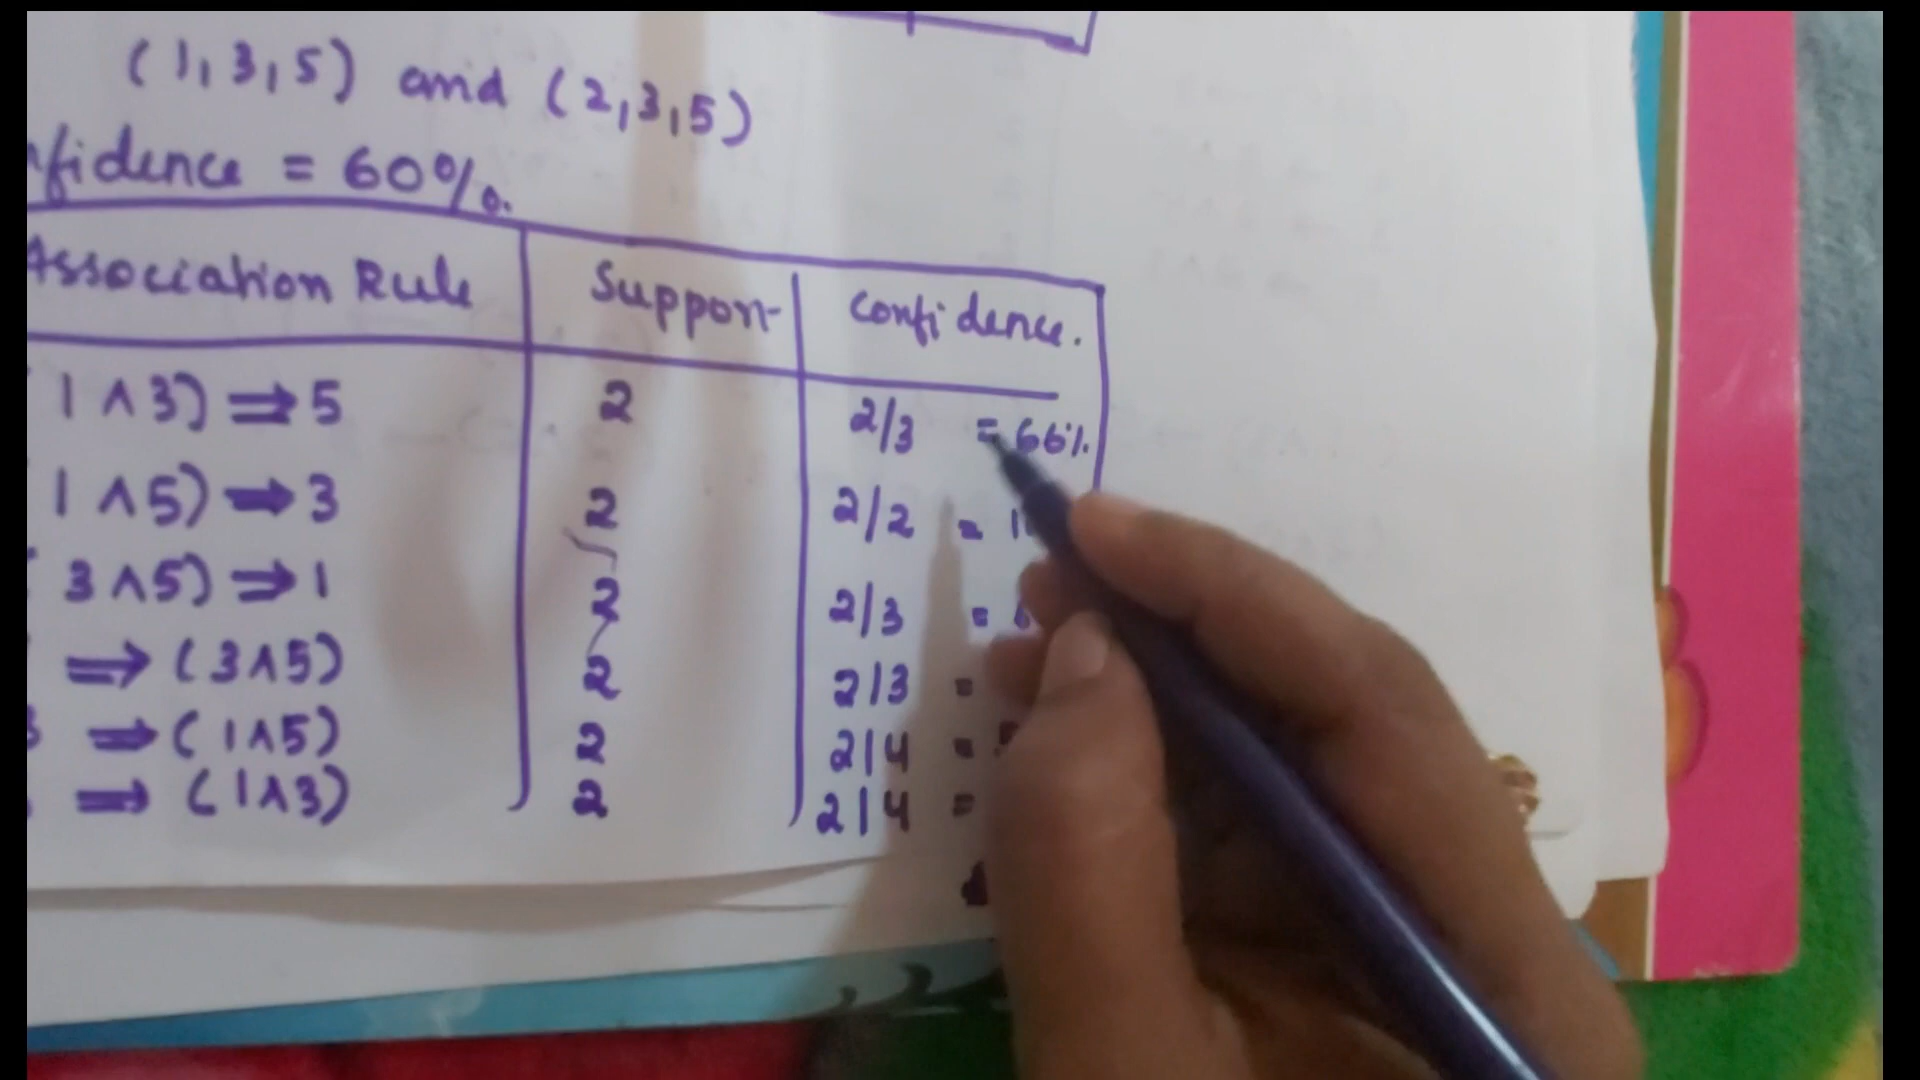 (1,3,5) and (2,3,5)
nfidence = 60%.
Association Rule Support Confidence.
1 ∧ 3) ⇒ 5 2 2/3 = 66%.
1 ∧ 5) ⇒ 3 2 2/2 =
3 ∧ 5) ⇒ 1 2 2/3 =
⇒ (3 ∧ 5) 2 2/3 =
⇒ (1 ∧ 5) 2 2/4 =
⇒ (1 ∧ 3) 2 2/4 =